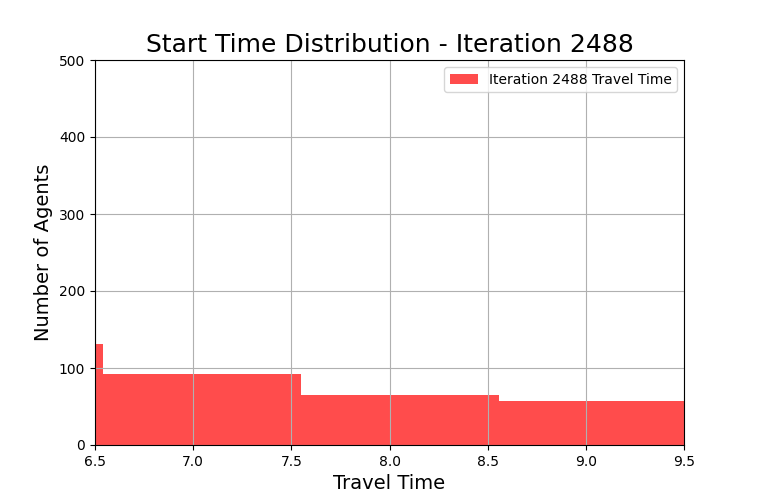 Start Time Distribution - Iteration 2488
Iteration 2488 Travel Time
Number of Agents
500
400
300
200
100
0
6.5 7.0 7.5 8.0 8.5 9.0 9.5
Travel Time